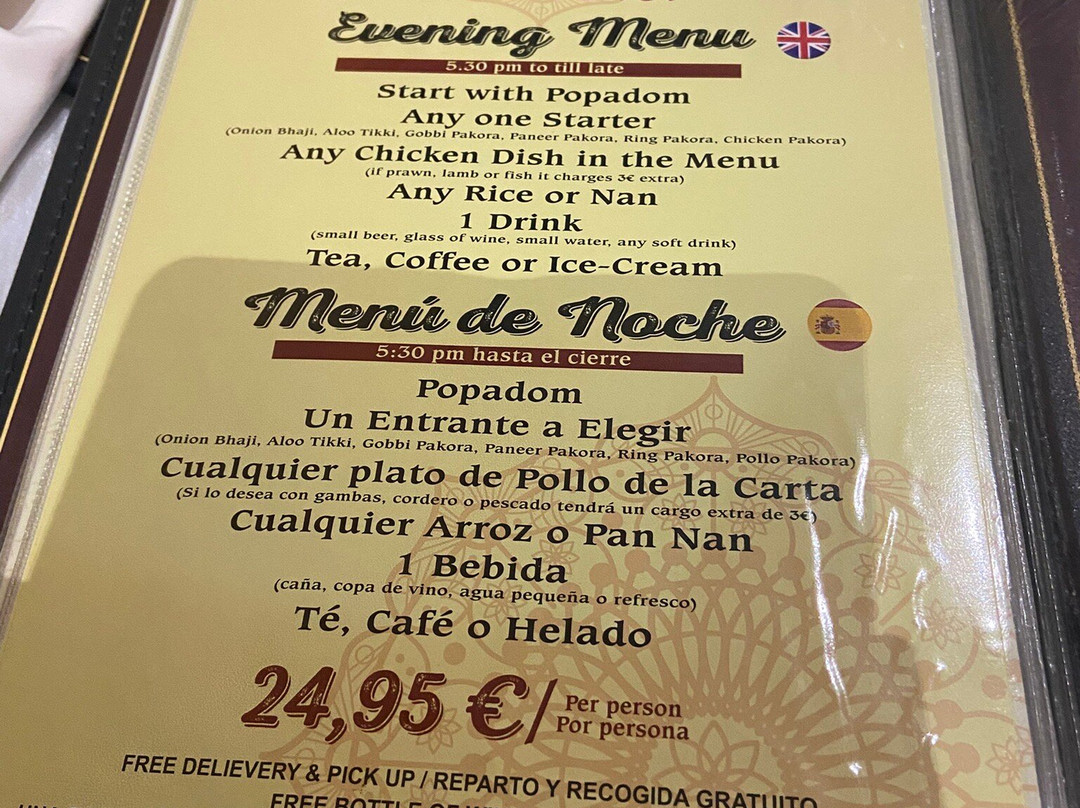 Evening Menu
5.30 pm to till late
Start with Popadom
Any one Starter
(Onion Bhaji, Aloo Tikki, Gobbi Pakora, Paneer Pakora, Ring Pakora, Chicken Pakora)
Any Chicken Dish in the Menu
(if prawn, lamb or fish it charges 3€ extra)
Any Rice or Nan
1 Drink
(small beer, glass of wine, small water, any soft drink)
Tea, Coffee or Ice-Cream
Menú de Noche
5:30 pm hasta el cierre
Popadom
Un Entrante a Elegir
(Onion Bhaji, Aloo Tikki, Gobbi Pakora, Paneer Pakora, Ring Pakora, Pollo Pakora)
Cualquier plato de Pollo de la Carta
(Si lo desea con gambas, cordero o pescado tendrá un cargo extra de 3€)
Cualquier Arroz o Pan Nan
1 Bebida
(caña, copa de vino, agua pequeña o refresco)
Té, Café o Helado
24,95 €/ Per person
Por persona
FREE DELIEVERY & PICK UP / REPARTO Y RECOGIDA GRATUITO
FREE BOTTLE OF